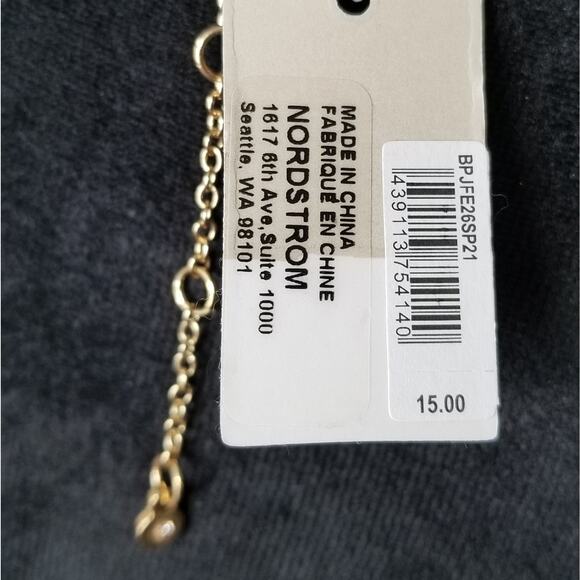 MADE IN CHINA
FABRIQUÉ EN CHINE
NORDSTROM
1617 6th Ave,Suite 1000
Seattle, WA 98101
BPJFE26SP21
439113754140
15.00